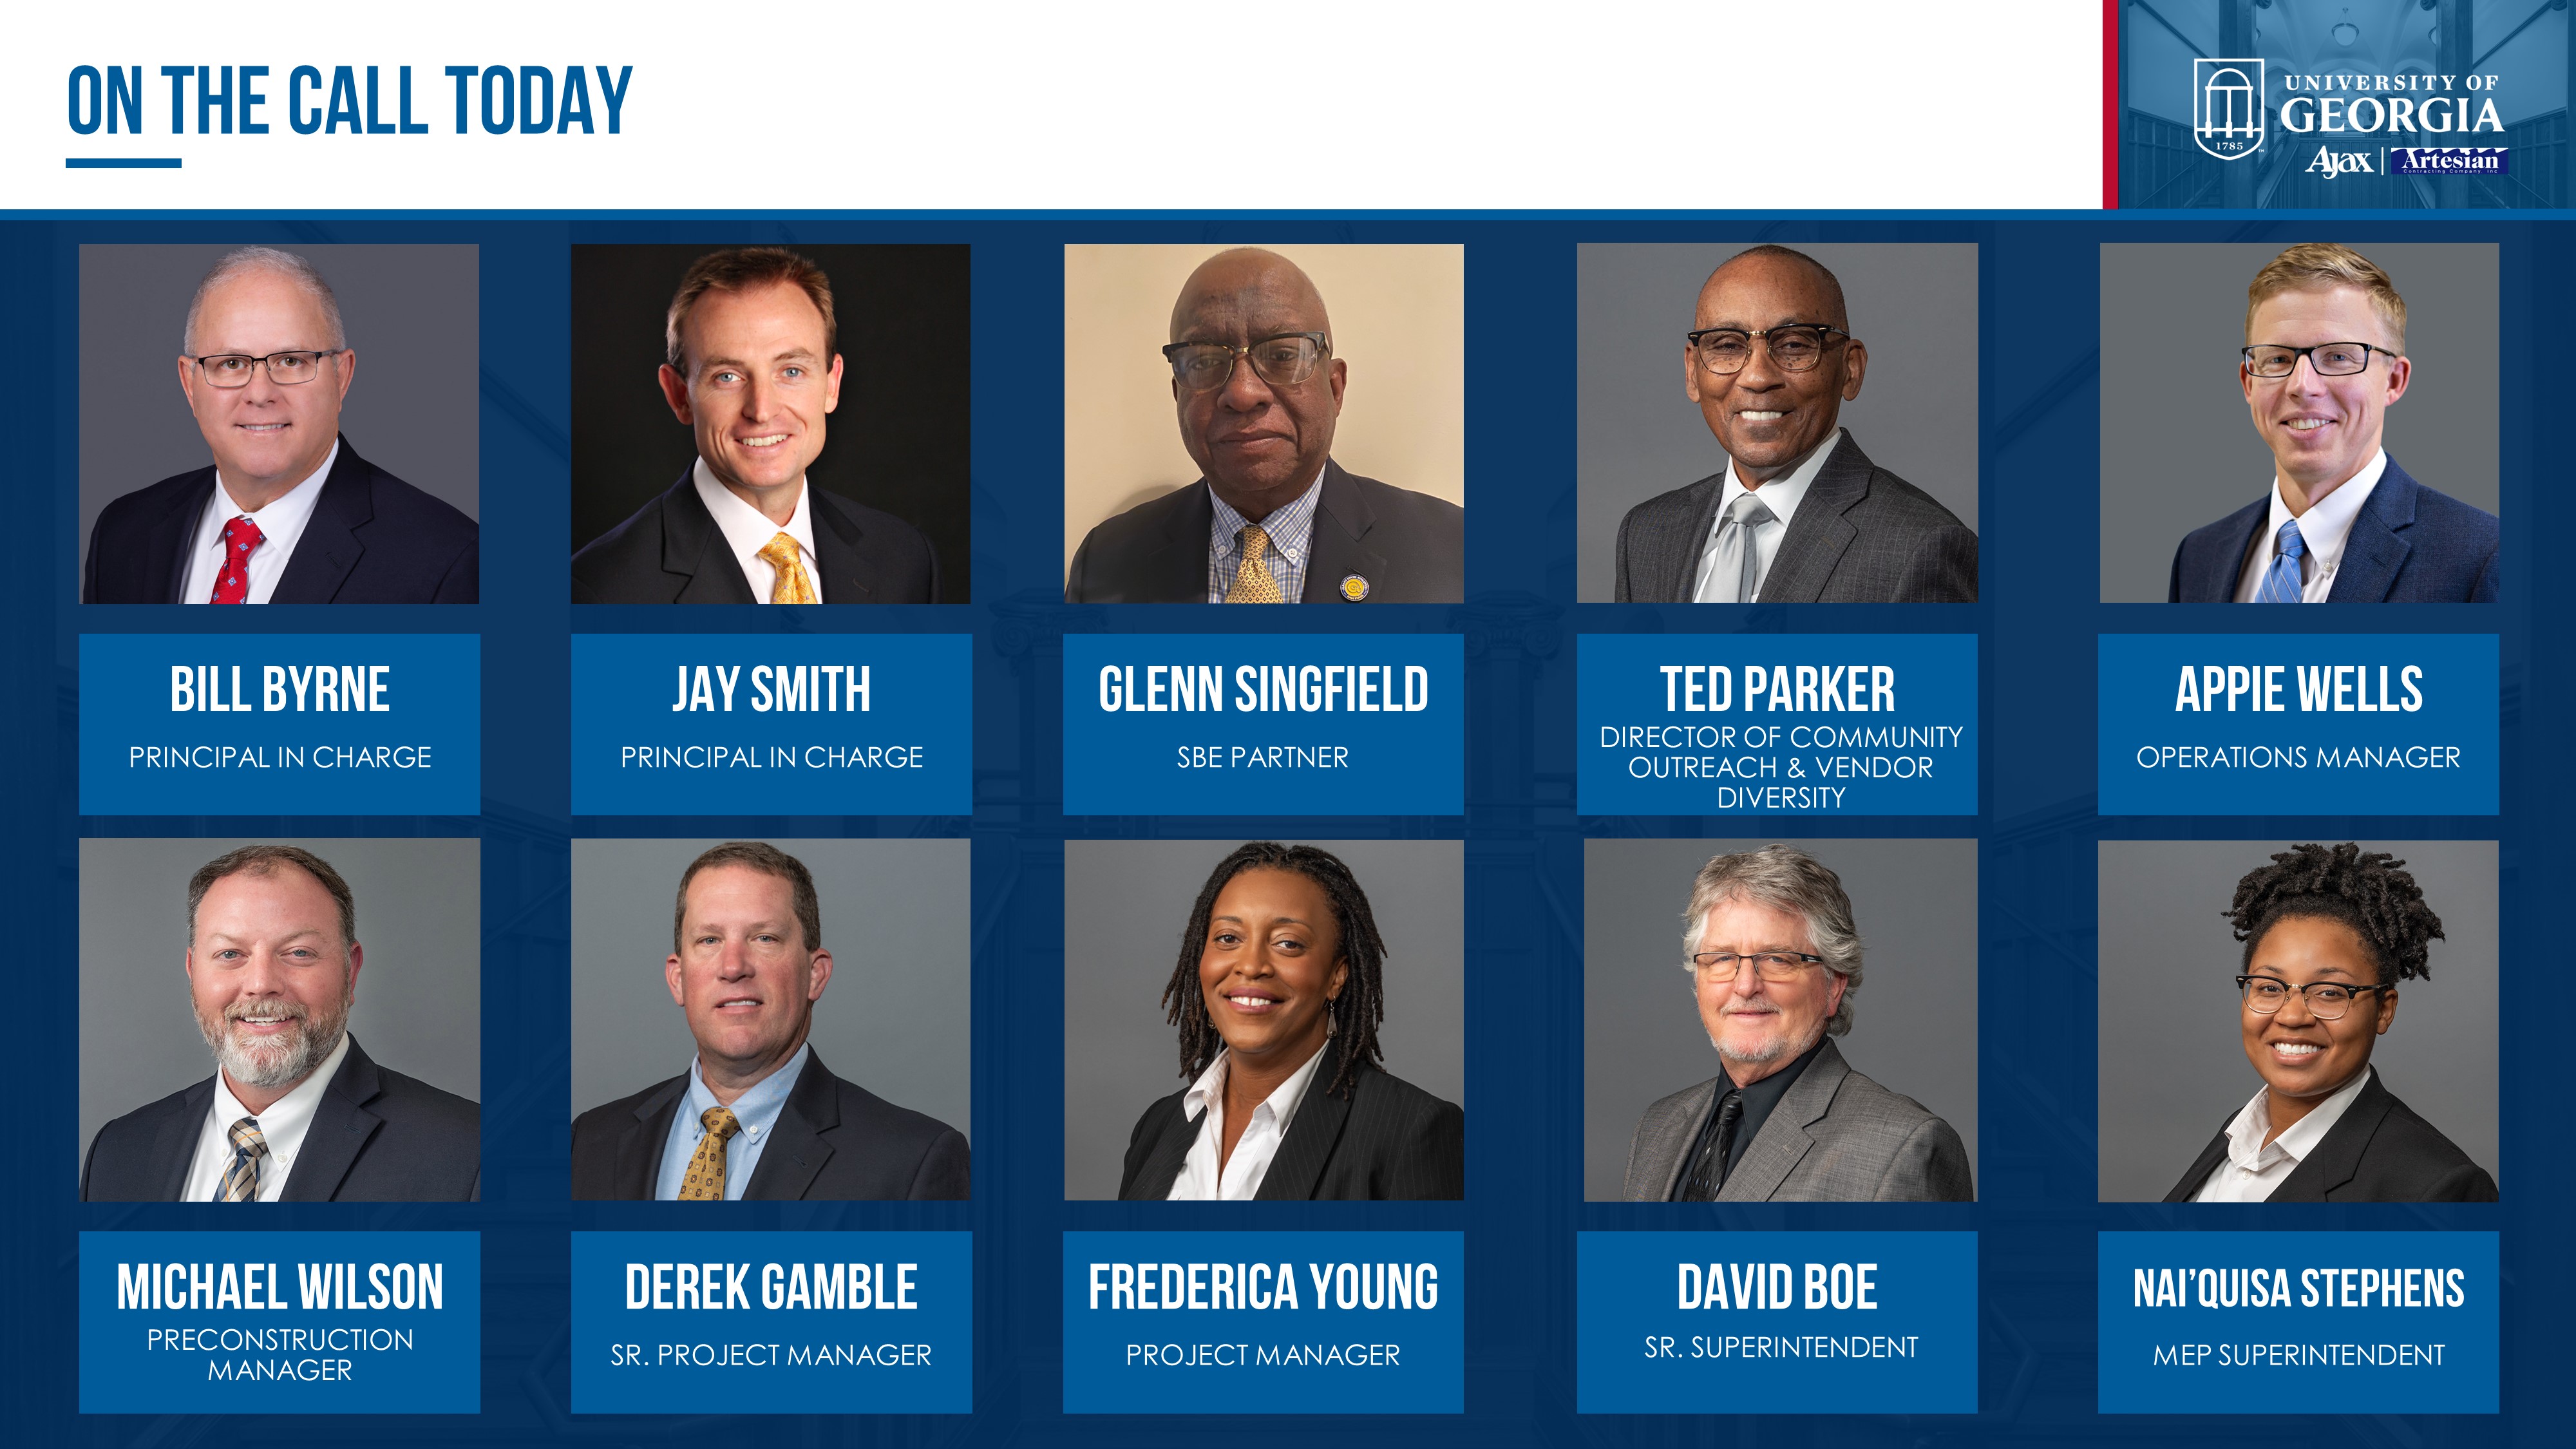 ON THE CALL TODAY
UNIVERSITY OF
GEORGIA
1785
Ajax | Artesian
Contracting Company, Inc
BILL BYRNE
PRINCIPAL IN CHARGE
JAY SMITH
PRINCIPAL IN CHARGE
GLENN SINGFIELD
SBE PARTNER
TED PARKER
DIRECTOR OF COMMUNITY
OUTREACH & VENDOR
DIVERSITY
APPIE WELLS
OPERATIONS MANAGER
MICHAEL WILSON
PRECONSTRUCTION
MANAGER
DEREK GAMBLE
SR. PROJECT MANAGER
FREDERICA YOUNG
PROJECT MANAGER
DAVID BOE
SR. SUPERINTENDENT
NAI’QUISA STEPHENS
MEP SUPERINTENDENT